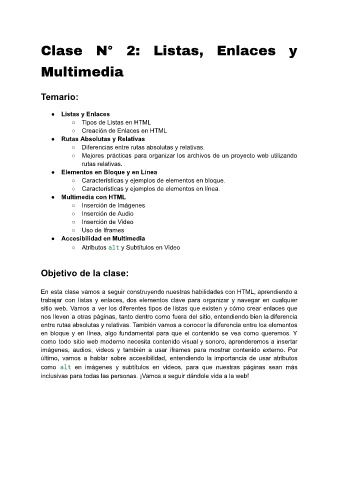 Clase N° 2: Listas, Enlaces y
Multimedia
Temario:
● Listas y Enlaces
○ Tipos de Listas en HTML
○ Creación de Enlaces en HTML
● Rutas Absolutas y Relativas
○ Diferencias entre rutas absolutas y relativas.
○ Mejores prácticas para organizar los archivos de un proyecto web utilizando
rutas relativas.
● Elementos en Bloque y en Línea
○ Características y ejemplos de elementos en bloque.
○ Características y ejemplos de elementos en línea.
● Multimedia con HTML
○ Inserción de Imágenes
○ Inserción de Audio
○ Inserción de Video
○ Uso de Iframes
● Accesibilidad en Multimedia
○ Atributos alt y Subtítulos en Video
Objetivo de la clase:
En esta clase vamos a seguir construyendo nuestras habilidades con HTML, aprendiendo a
trabajar con listas y enlaces, dos elementos clave para organizar y navegar en cualquier
sitio web. Vamos a ver los diferentes tipos de listas que existen y cómo crear enlaces que
nos lleven a otras páginas, tanto dentro como fuera del sitio, entendiendo bien la diferencia
entre rutas absolutas y relativas. También vamos a conocer la diferencia entre los elementos
en bloque y en línea, algo fundamental para que el contenido se vea como queremos. Y
como todo sitio web moderno necesita contenido visual y sonoro, aprenderemos a insertar
imágenes, audios, videos y también a usar iframes para mostrar contenido externo. Por
último, vamos a hablar sobre accesibilidad, entendiendo la importancia de usar atributos
como alt en imágenes y subtítulos en videos, para que nuestras páginas sean más
inclusivas para todas las personas. ¡Vamos a seguir dándole vida a la web!